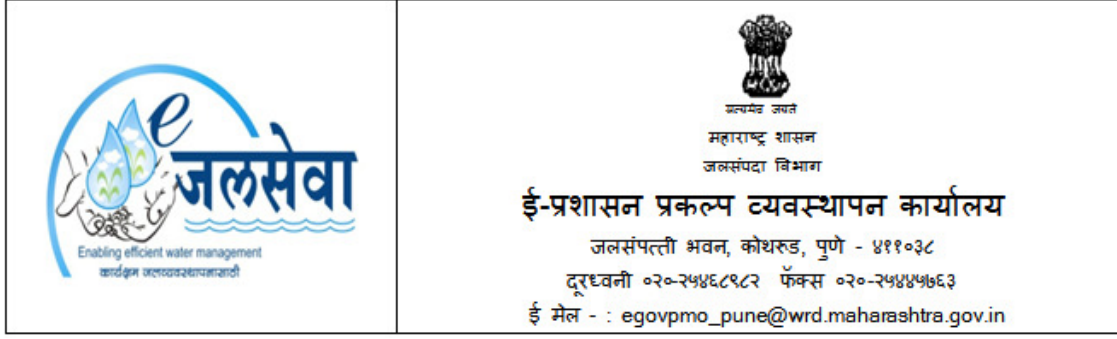 e
जलसेवा
Enabling efficient water management
कार्यक्षम जलव्यवस्थापनासाठी
सत्यमेव जयते
महाराष्ट्र शासन
जलसंपदा विभाग
ई-प्रशासन प्रकल्प व्यवस्थापन कार्यालय
जलसंपत्ती भवन, कोथरुड, पुणे - ४११०३८
दूरध्वनी ०२०-२५४६८९८२ फॅक्स ०२०-२५४४५७६३
ई मेल - : egovpmo_pune@wrd.maharashtra.gov.in